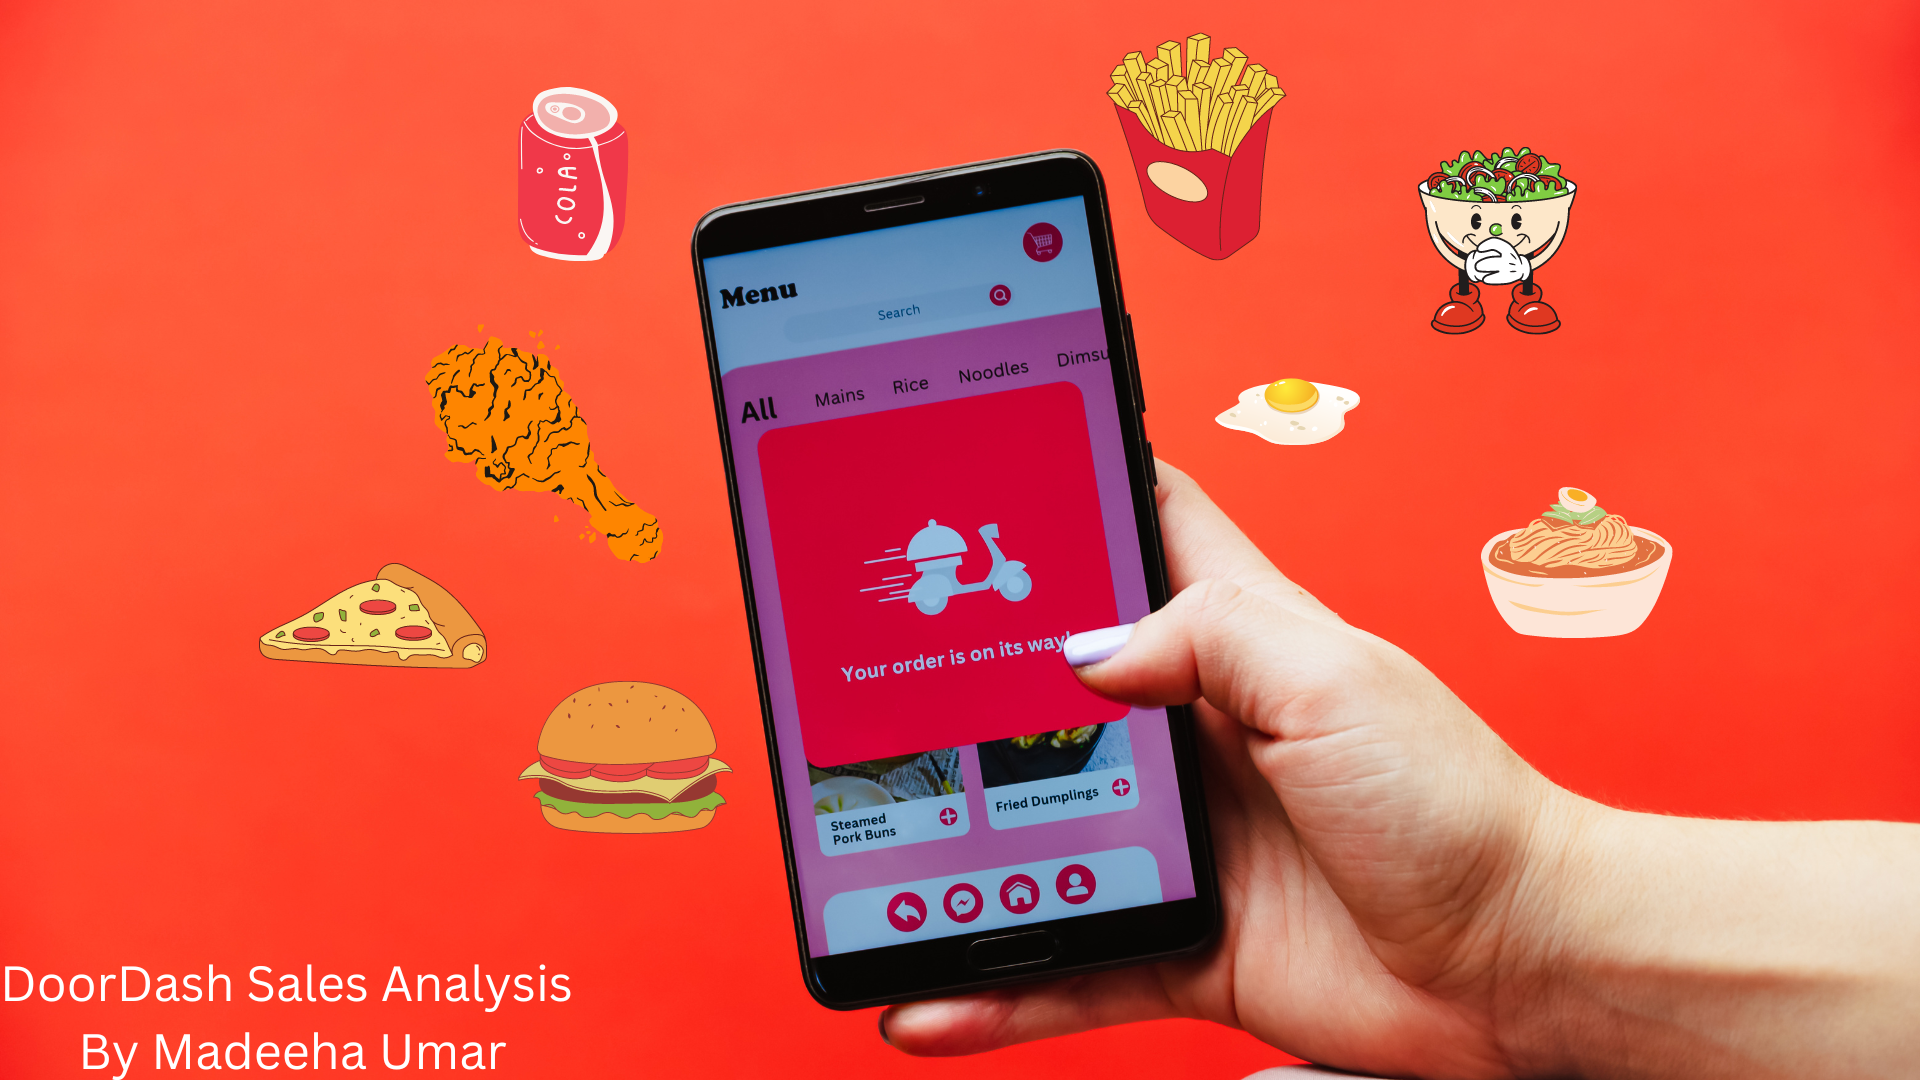 COLA
Menu
Search
All Mains Rice Noodles Dimsu
Your order is on its way!
Steamed
Pork Buns
Fried Dumplings
DoorDash Sales Analysis
By Madeeha Umar